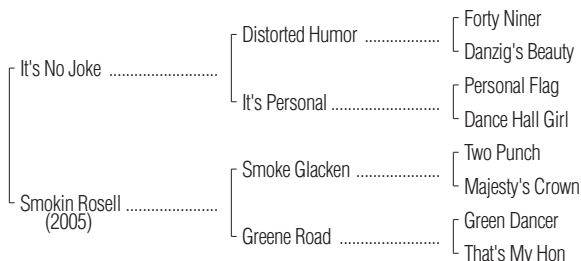 Forty Niner
Distorted Humor ..................
Danzig's Beauty
It's No Joke ..........................
Personal Flag
It's Personal ..........................
Dance Hall Girl
Two Punch
Smoke Glacken ....................
Majesty's Crown
Smokin Rosell ......................
(2005)
Green Dancer
Greene Road ........................
That's My Hon